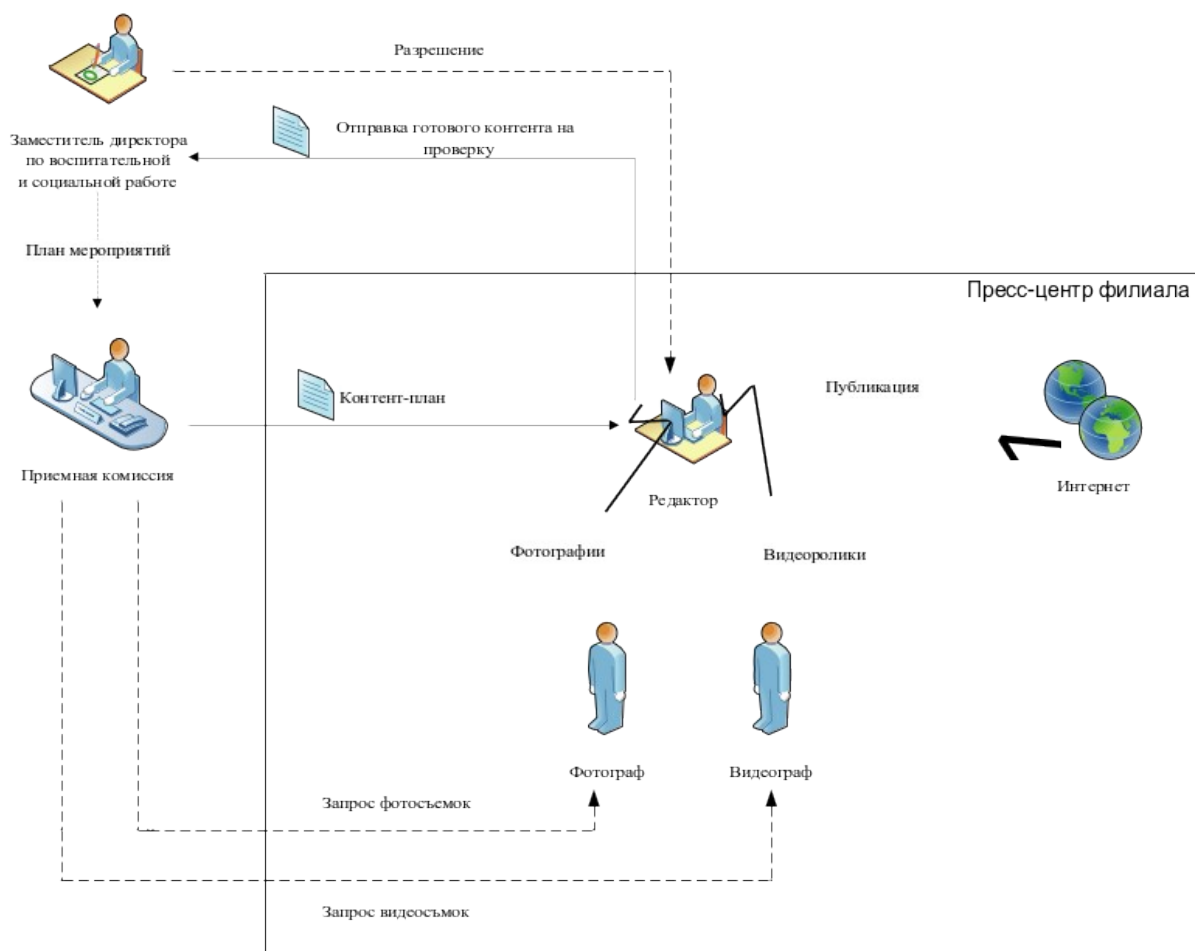 Разрешение
Отправка готового контента на
проверку
Заместитель директора
по воспитательной
и социальной работе
План мероприятий
Пресс-центр филиала
Контент-план
Публикация
Приемная комиссия
Редактор
Интернет
Фотографии
Видеоролики
Фотограф
Видеограф
Запрос фотосъемок
Запрос видеосъмок